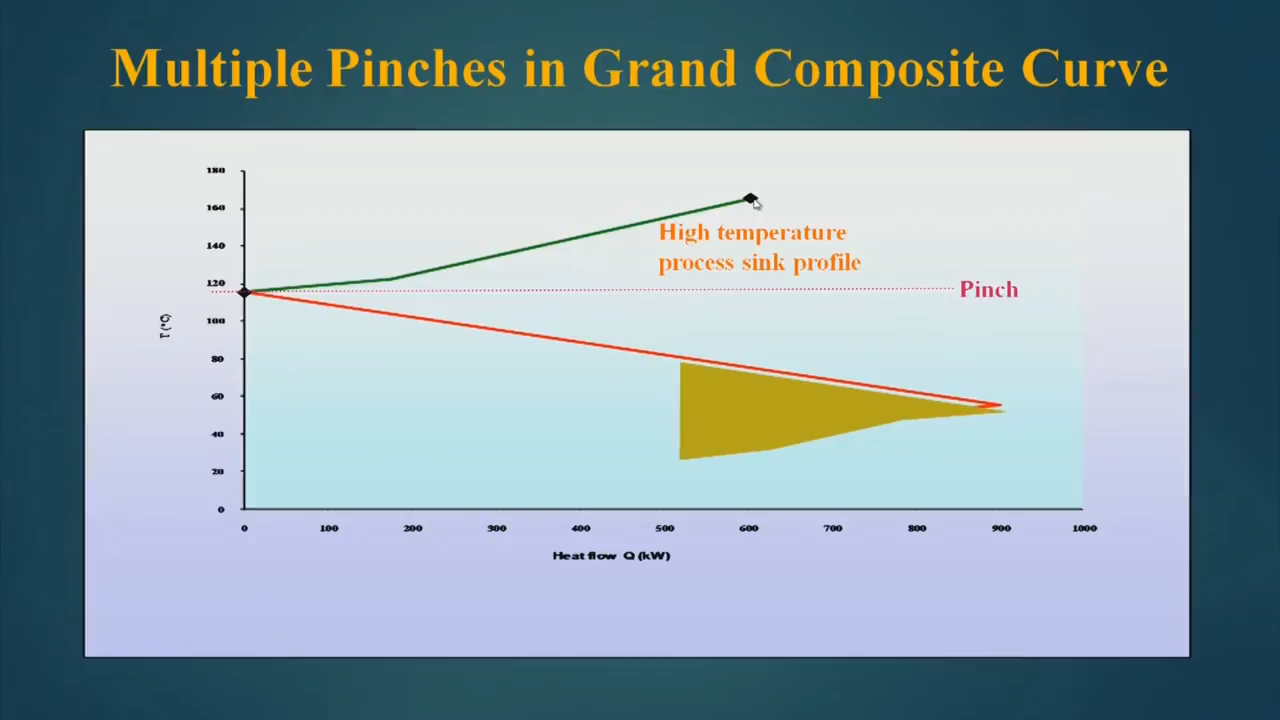 Multiple Pinches in Grand Composite Curve
180
160
140
120
100
80
60
40
20
0
T (°C)
High temperature
process sink profile
Pinch
0 100 200 300 400 500 600 700 800 900 1000
Heat flow Q (kW)